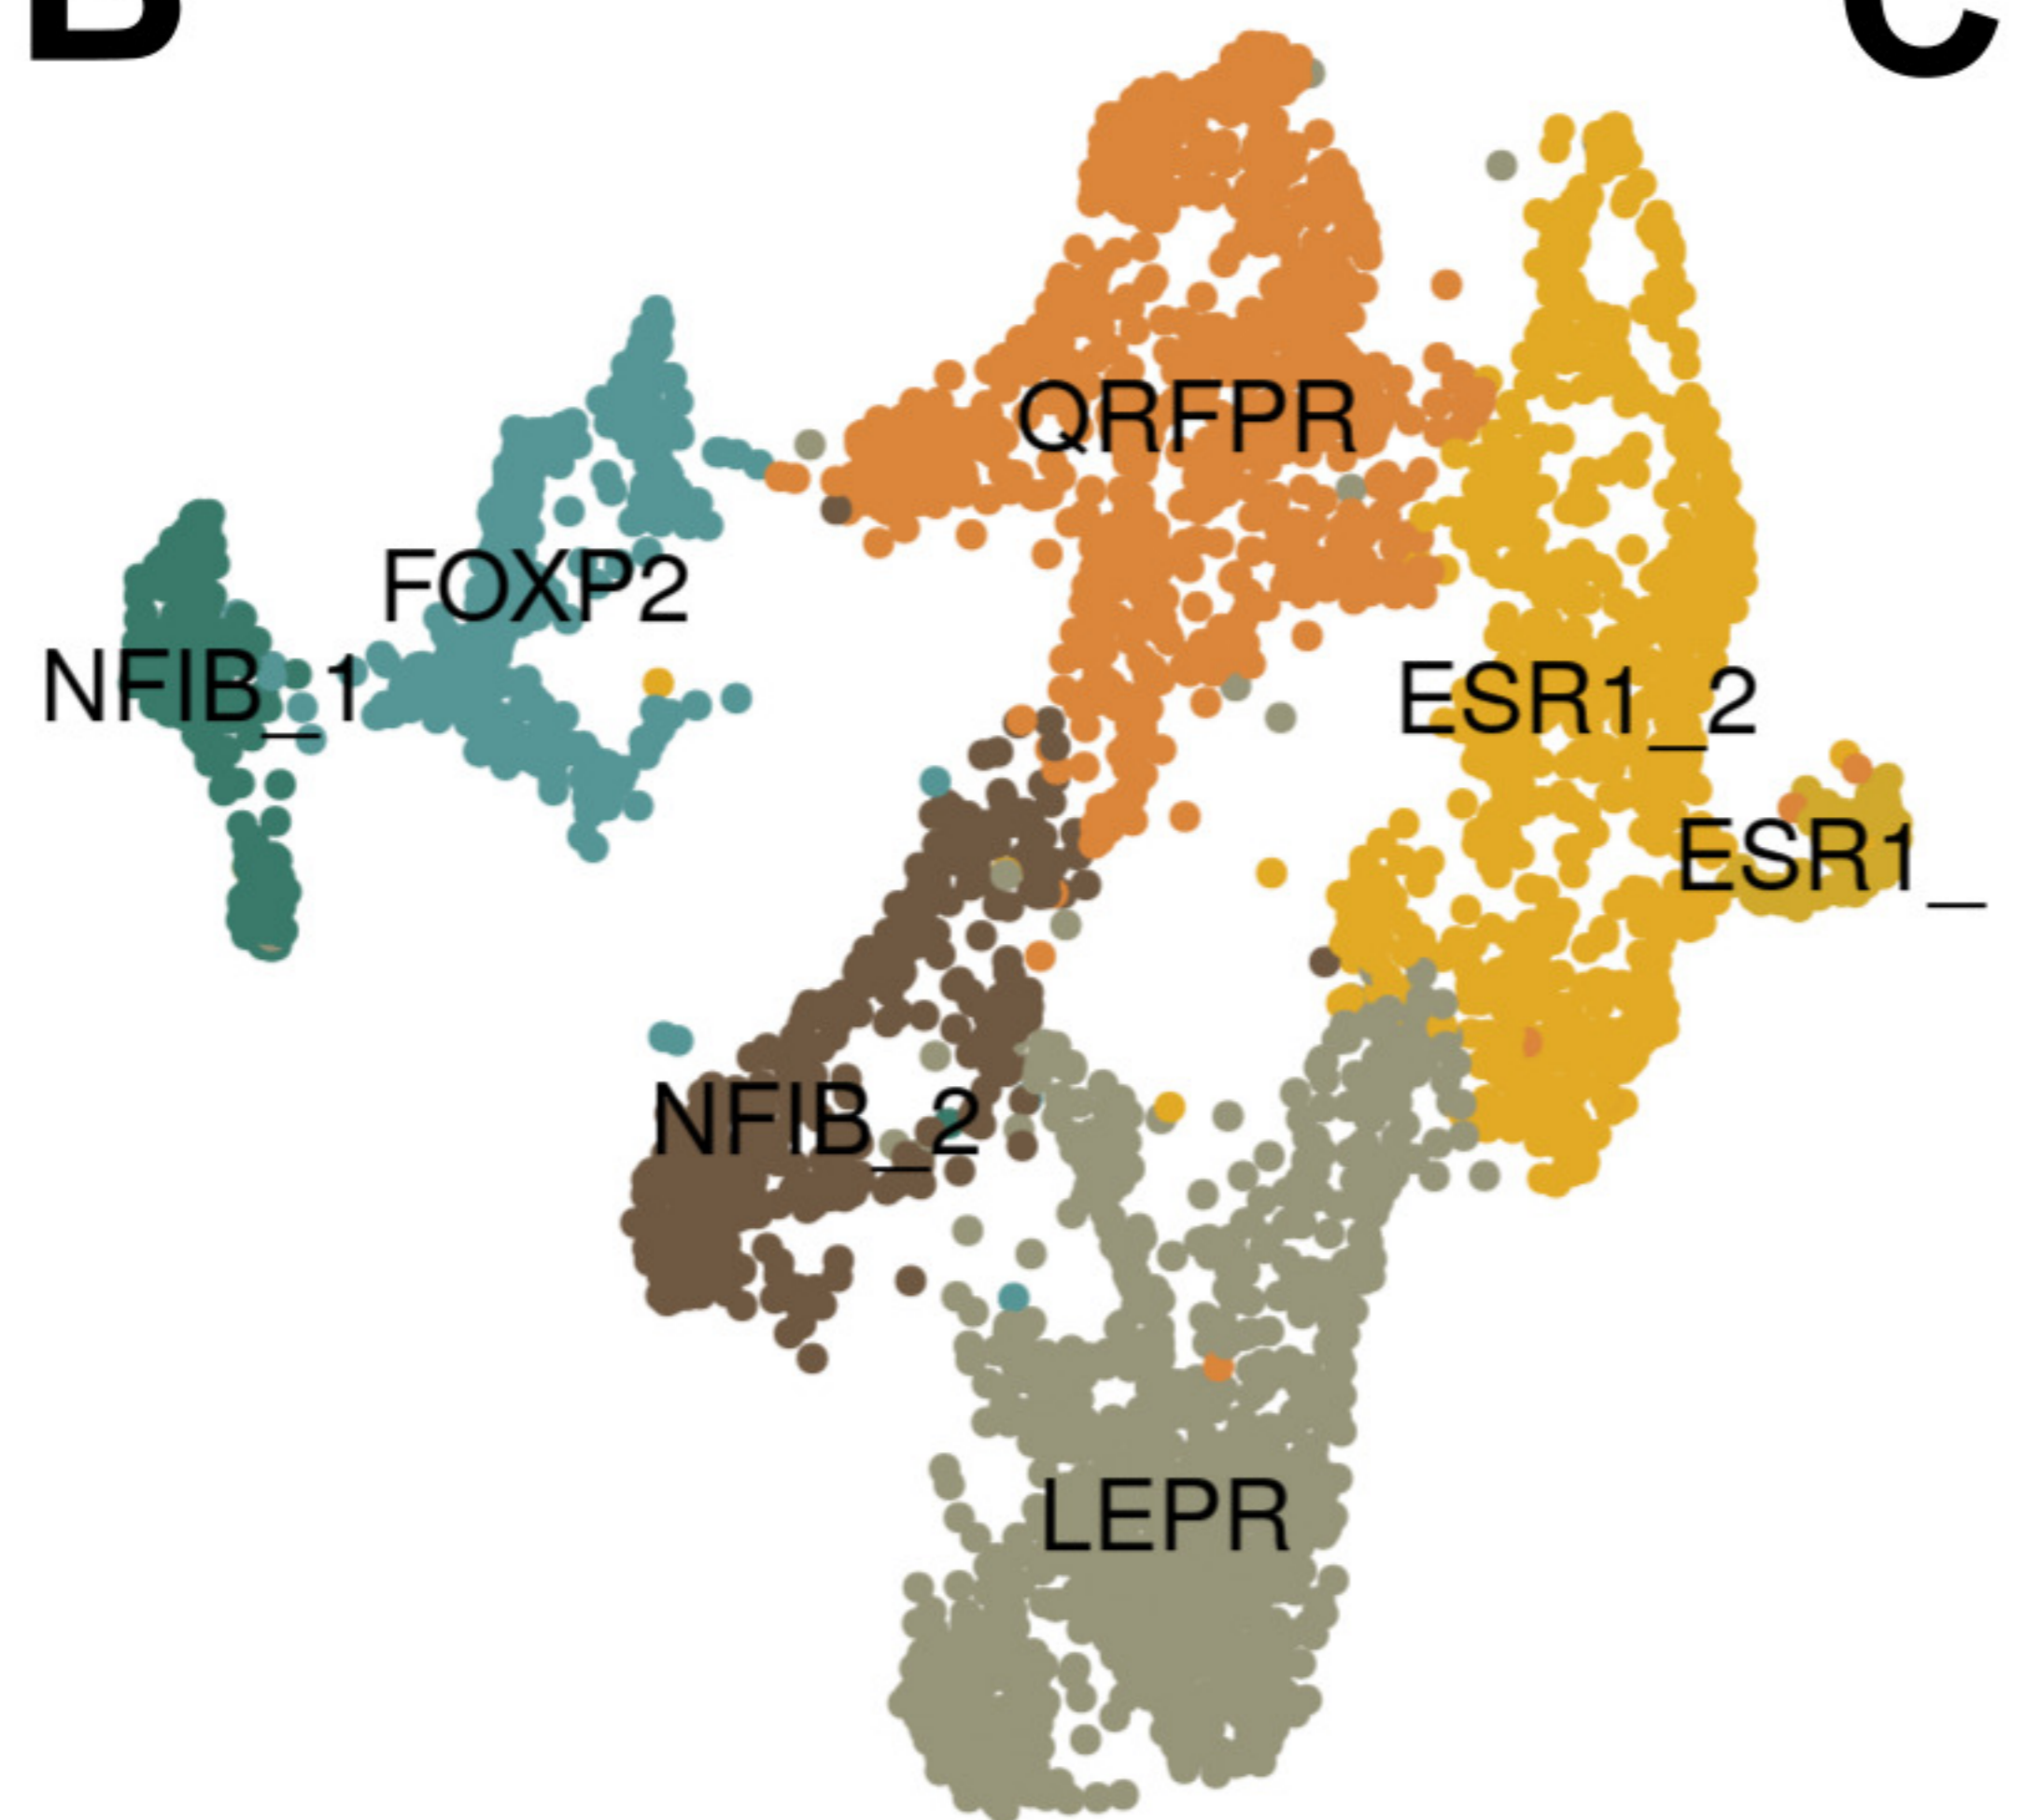 B C
QRFPR
FOXP2
NFIB_1
ESR1_2
ESR1_
NFIB_2
LEPR